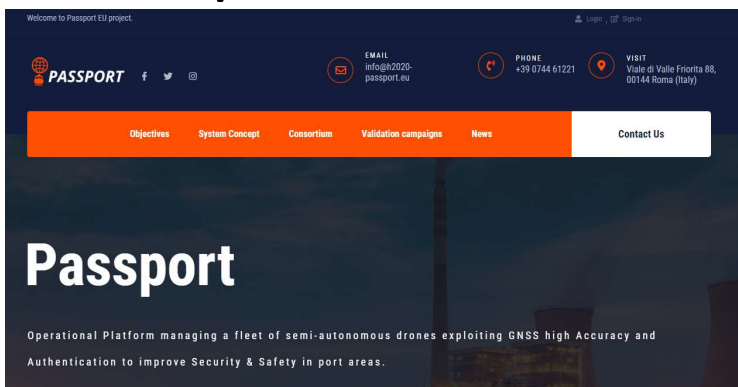 Welcome to Passport EU project.
Login , Sign-in
PASSPORT
EMAIL
info@h2020-
passport.eu
PHONE
+39 0744 61221
VISIT
Viale di Valle Friorita 88,
00144 Roma (Italy)
Objectives System Concept Consortium Validation campaigns News Contact Us
Passport
Operational Platform managing a fleet of semi-autonomous drones exploiting GNSS high Accuracy and
Authentication to improve Security & Safety in port areas.